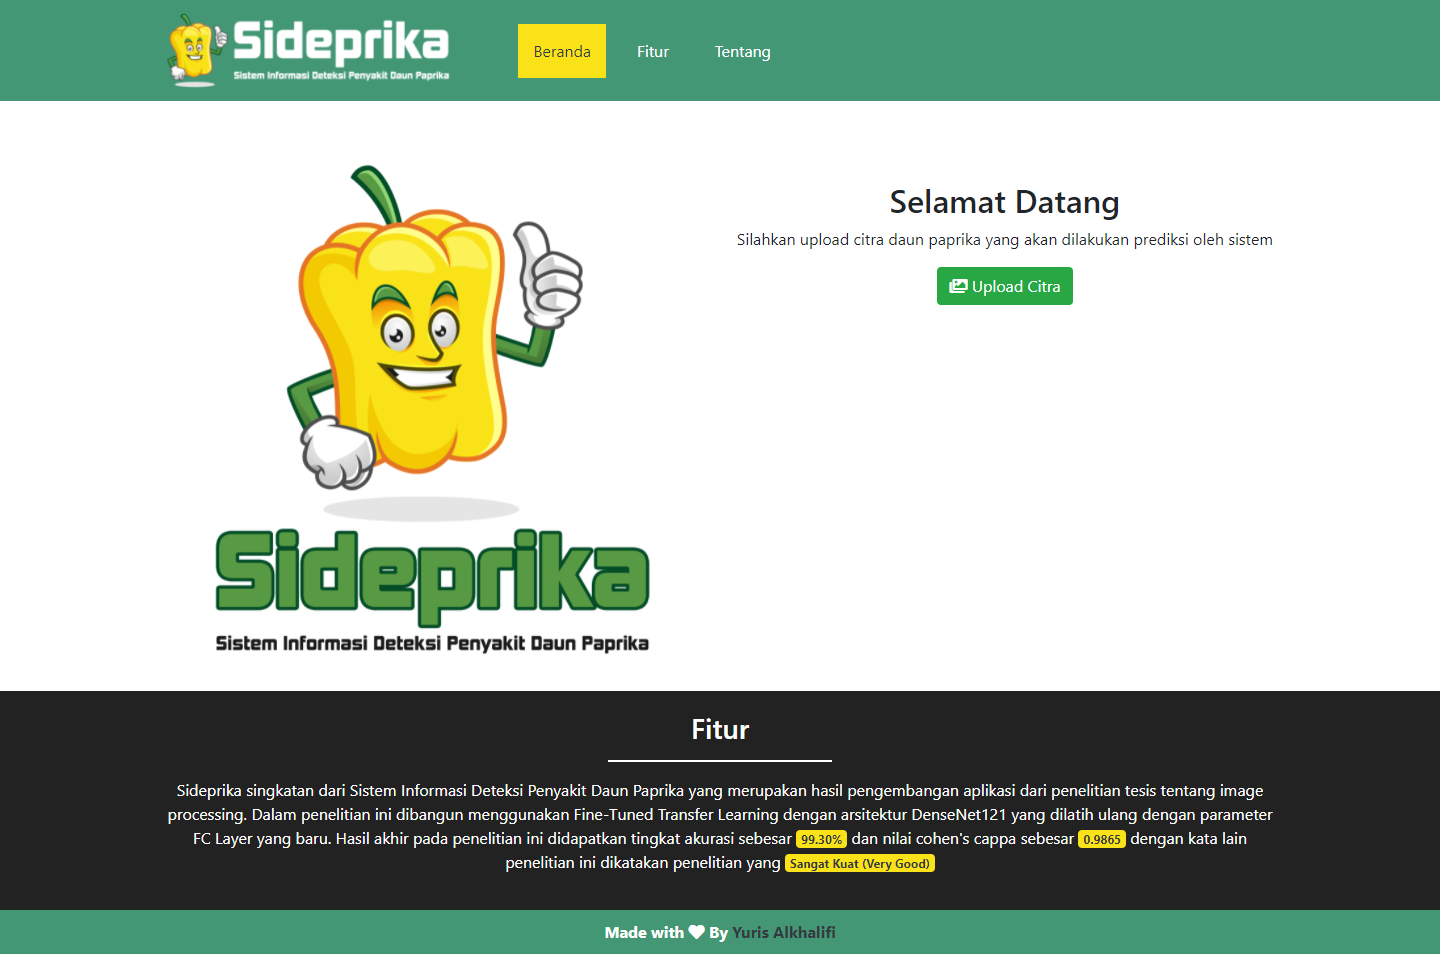 Sideprika
Sistem Informasi Deteksi Penyakit Daun Paprika
Beranda
Fitur
Tentang
Selamat Datang
Silahkan upload citra daun paprika yang akan dilakukan prediksi oleh sistem
Upload Citra
Sideprika
Sistem Informasi Deteksi Penyakit Daun Paprika
Fitur
Sideprika singkatan dari Sistem Informasi Deteksi Penyakit Daun Paprika yang merupakan hasil pengembangan aplikasi dari penelitian tesis tentang image
processing. Dalam penelitian ini dibangun menggunakan Fine-Tuned Transfer Learning dengan arsitektur DenseNet121 yang dilatih ulang dengan parameter
FC Layer yang baru. Hasil akhir pada penelitian ini didapatkan tingkat akurasi sebesar 99.30% dan nilai cohen's cappa sebesar 0.9865 dengan kata lain
penelitian ini dikatakan penelitian yang Sangat Kuat (Very Good)
Made with ❤ By Yuris Alkhalifi